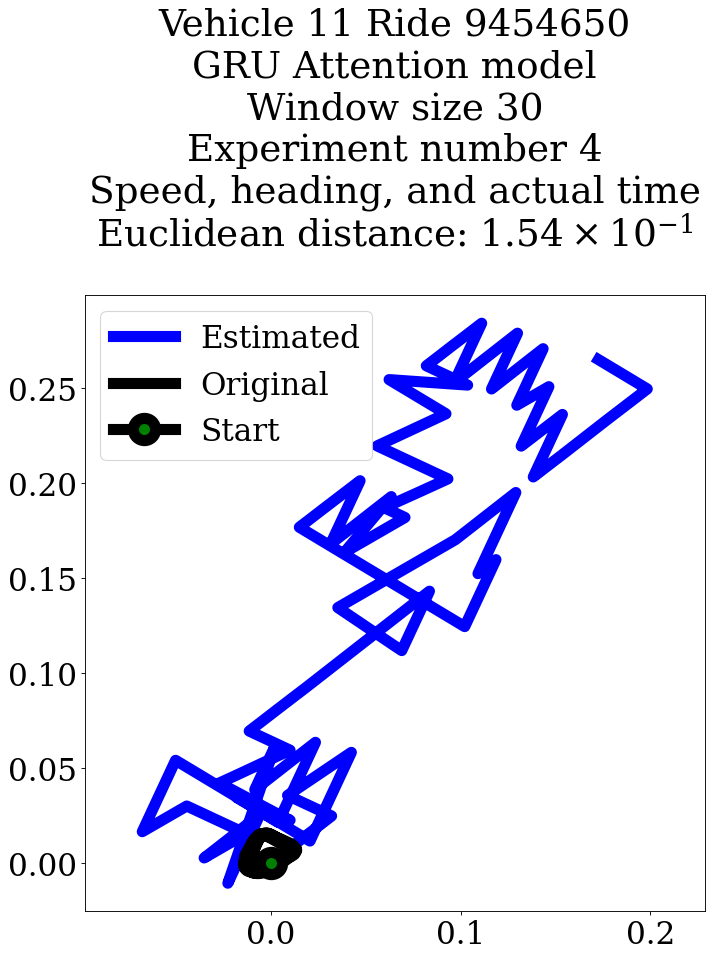 Vehicle 11 Ride 9454650
GRU Attention model
Window size 30
Experiment number 4
Speed, heading, and actual time
Euclidean distance: 1.54 × 10⁻¹
Estimated
Original
Start
0.25
0.20
0.15
0.10
0.05
0.00
0.0 0.1 0.2